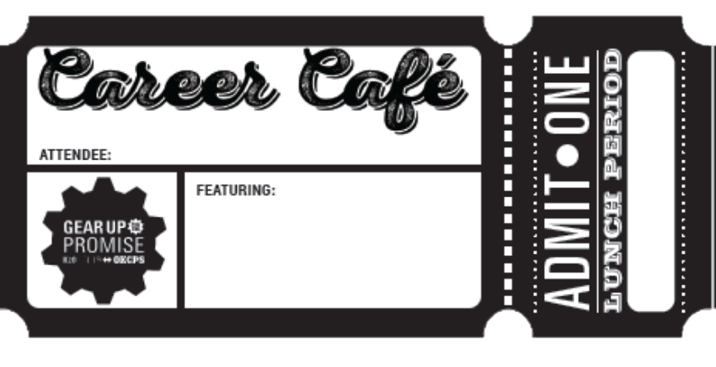 Career Café
ATTENDEE:
FEATURING:
GEAR UP
PROMISE
OKCPS
ADMIT • ONE
LUNCH PERIOD